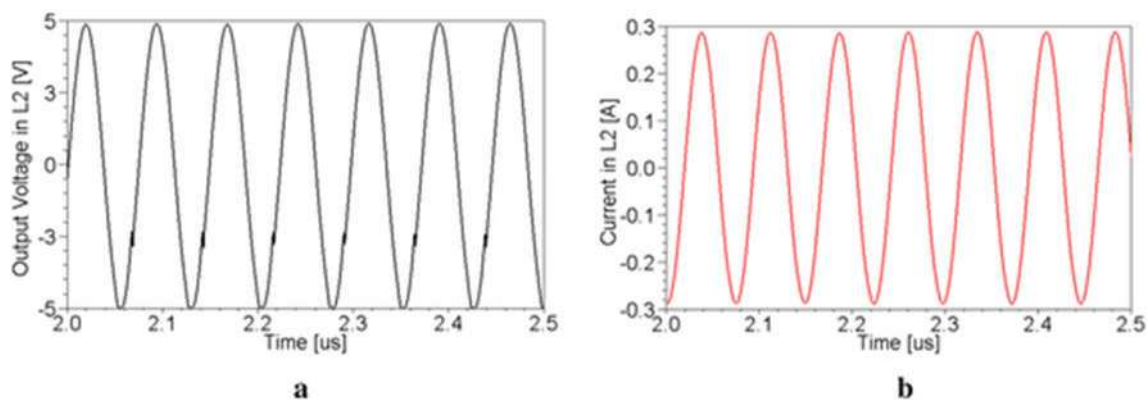 Output Voltage in L2 [V]
5
3
0
-3
-5
2.0 2.1 2.2 2.3 2.4 2.5
Time [us]
a
Current in L2 [A]
0.3
0.2
0.1
0.0
-0.1
-0.2
-0.3
2.0 2.1 2.2 2.3 2.4 2.5
Time [us]
b